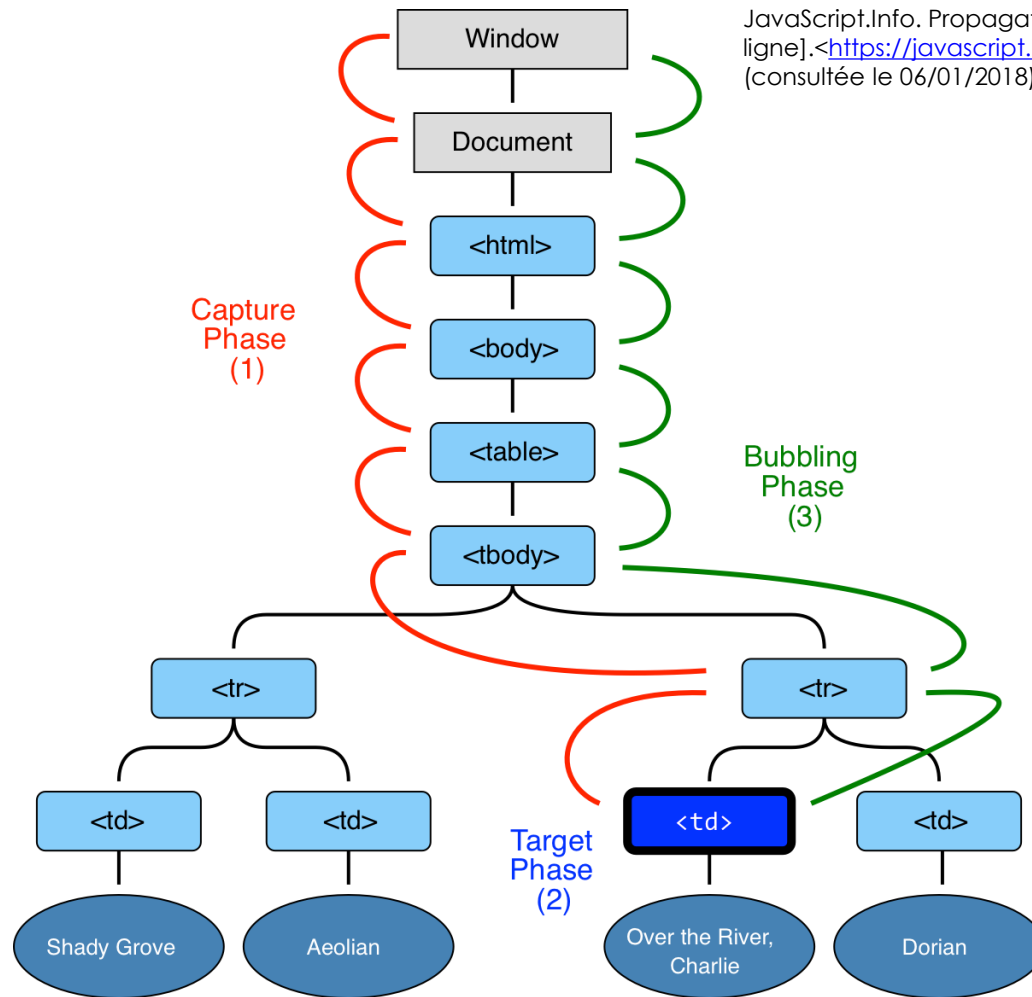 JavaScript.Info. Propagat
ligne].<https://javascript.
(consultée le 06/01/2018)
Window
Document
<html>
Capture
Phase
(1)
<body>
<table>
Bubbling
Phase
(3)
<tbody>
<tr>
<tr>
<td>
<td>
Target
Phase
(2)
<td>
<td>
Shady Grove
Aeolian
Over the River,
Charlie
Dorian